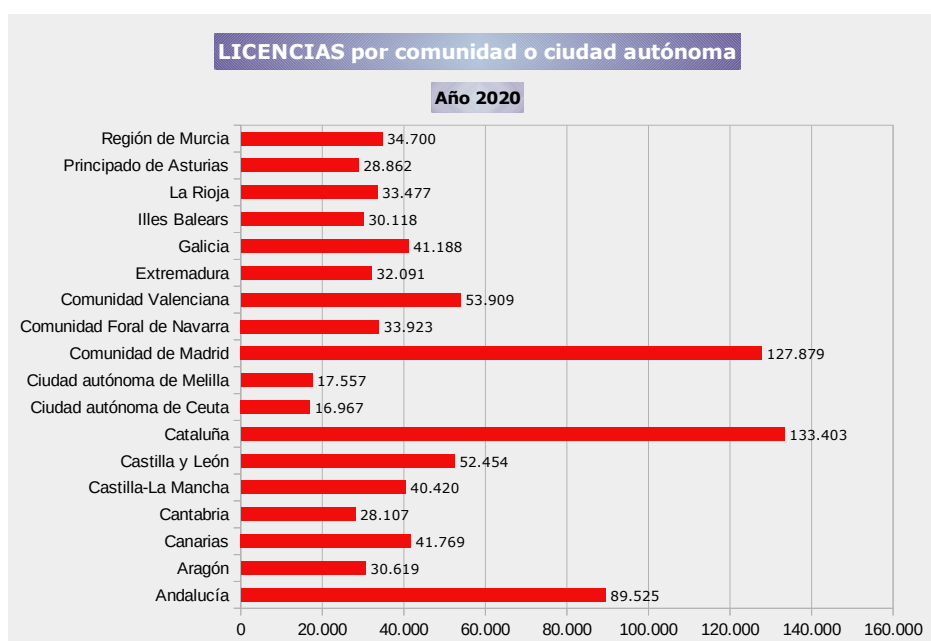 LICENCIAS por comunidad o ciudad autónoma
Año 2020
Región de Murcia 34.700
Principado de Asturias 28.862
La Rioja 33.477
Illes Balears 30.118
Galicia 41.188
Extremadura 32.091
Comunidad Valenciana 53.909
Comunidad Foral de Navarra 33.923
Comunidad de Madrid 127.879
Ciudad autónoma de Melilla 17.557
Ciudad autónoma de Ceuta 16.967
Cataluña 133.403
Castilla y León 52.454
Castilla-La Mancha 40.420
Cantabria 28.107
Canarias 41.769
Aragón 30.619
Andalucía 89.525
0 20.000 40.000 60.000 80.000 100.000 120.000 140.000 160.000